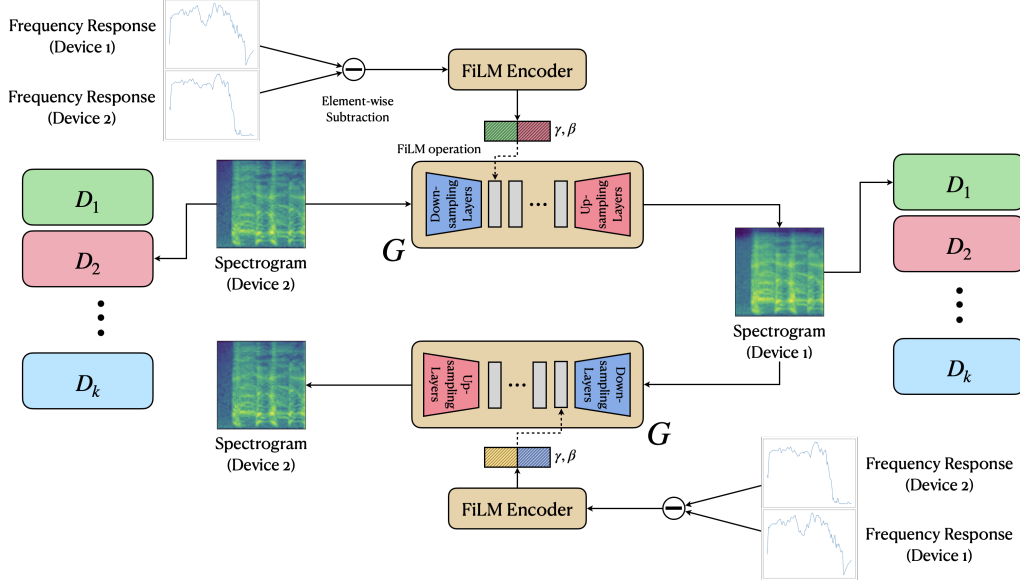 Frequency Response
(Device 1)
Frequency Response
(Device 2)
Element-wise
Subtraction
FiLM Encoder
γ, β
FiLM operation
Down-
sampling
Layers
Up-
sampling
Layers
G
D1
D2
Dk
Spectrogram
(Device 2)
D1
D2
Dk
Spectrogram
(Device 1)
Spectrogram
(Device 2)
Up-
sampling
Layers
Down-
sampling
Layers
G
γ, β
FiLM Encoder
Frequency Response
(Device 2)
Frequency Response
(Device 1)